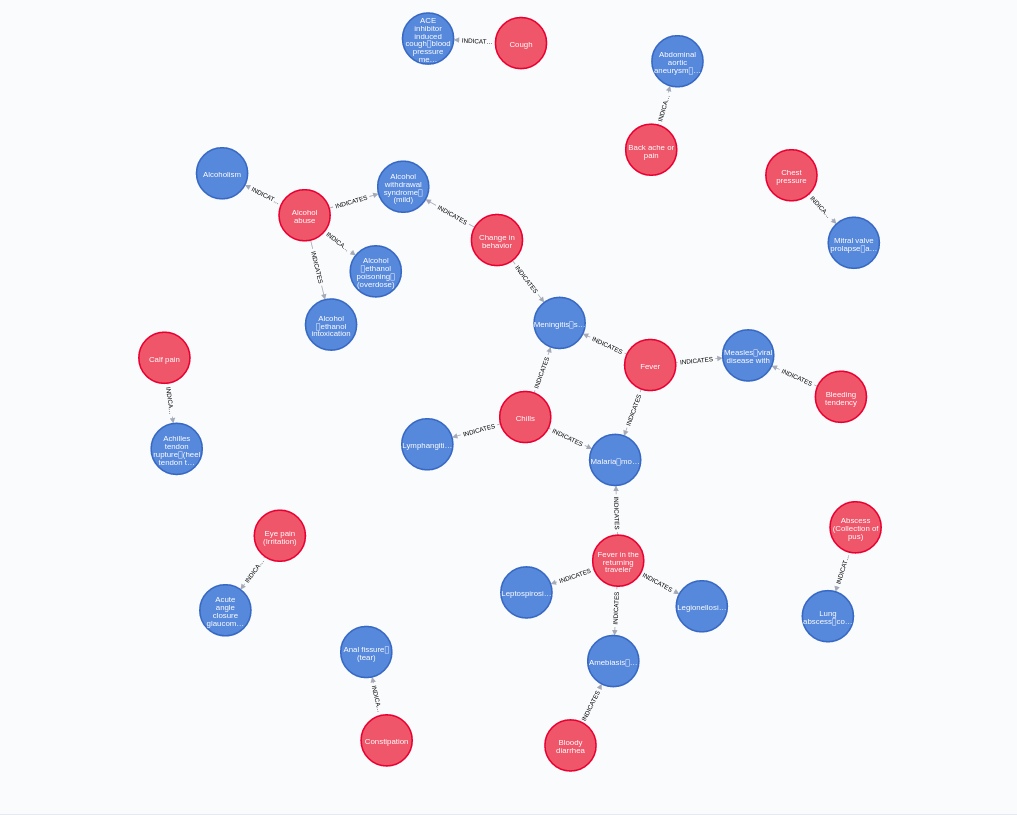 ACE
inhibitor
induced
cough▯blood
pressure
me…
INDICAT…
Cough
Abdominal
aortic
aneurysm▯…
INDICA…
Back ache or
pain
Chest
pressure
INDICA…
Mitral valve
prolapse▯a…
Alcoholism
INDICAT…
Alcohol
abuse
INDICATES
Alcohol
withdrawal
syndrome▯
(mild)
INDICATES
Change in
behavior
INDICA…
Alcohol
▯ethanol
poisoning▯
(overdose)
INDICATES
Alcohol
▯ethanol
intoxication
INDICATES
Meningitis▯s…
INDICATES
Fever
INDICATES
Measles▯viral
disease with
INDICATES
Bleeding
tendency
Calf pain
INDICA…
Achilles
tendon
rupture▯(heel
tendon t…
INDICATES
Chills
INDICATES
Lymphangiti…
INDICATES
INDICATES
Malaria▯mo…
INDICATES
Fever in the
returning
traveler
INDICATES
Leptospirosi…
INDICATES
Legionellosi…
INDICATES
Amebiasis▯…
INDICATES
Bloody
diarrhea
Eye pain
(Irritation)
INDICA…
Acute
angle
closure
glaucom…
Abscess
(Collection of
pus)
INDICAT…
Lung
abscess▯co…
Anal fissure▯
(tear)
INDICA…
Constipation